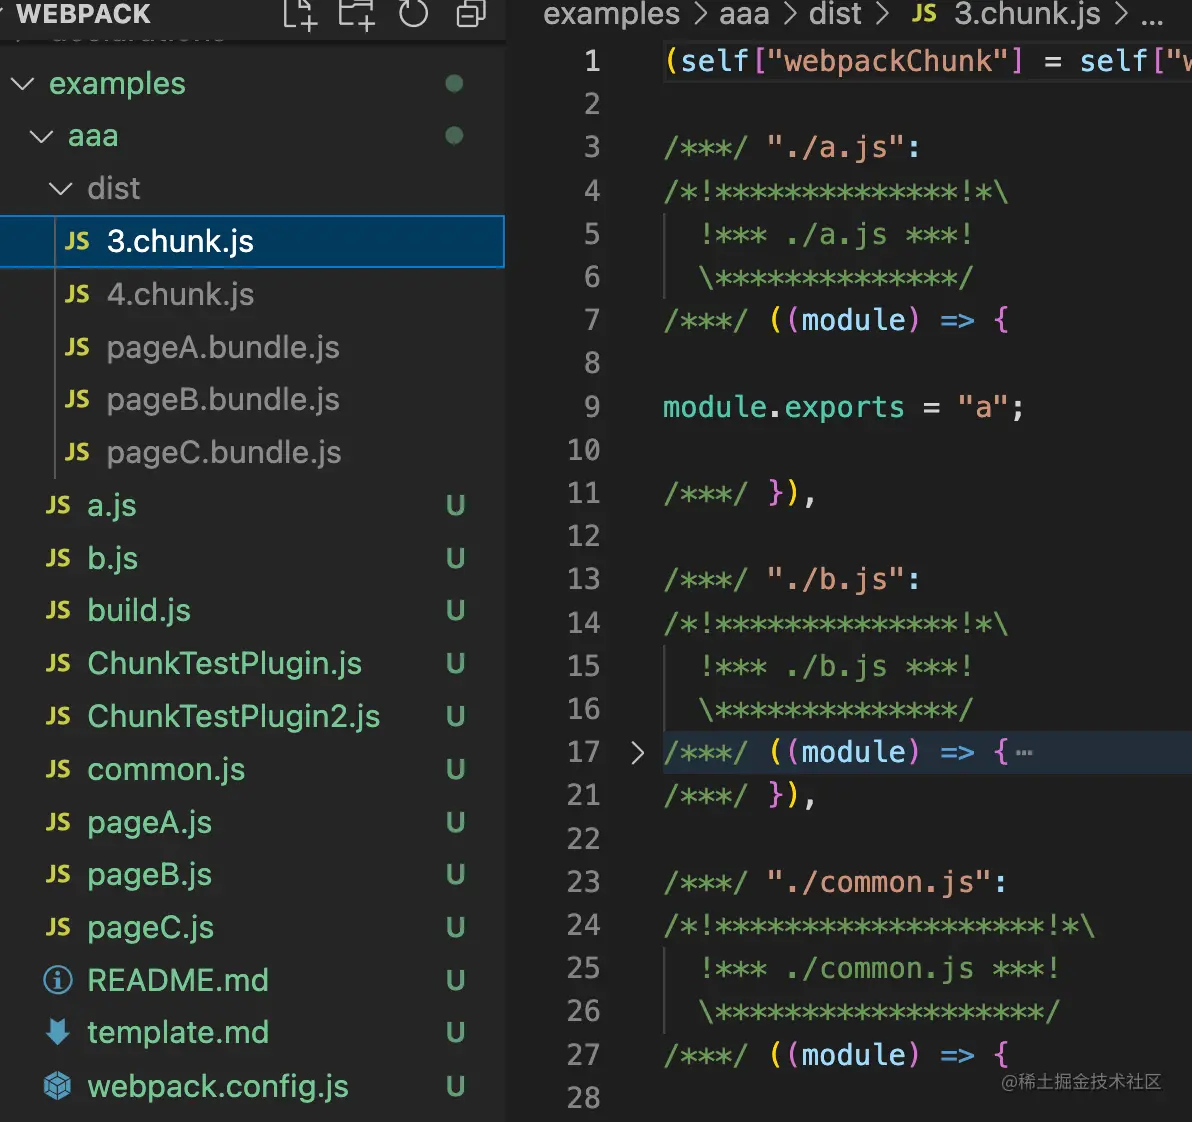 WEBPACK
examples
aaa
dist
JS 3.chunk.js
JS 4.chunk.js
JS pageA.bundle.js
JS pageB.bundle.js
JS pageC.bundle.js
JS a.js U
JS b.js U
JS build.js U
JS ChunkTestPlugin.js U
JS ChunkTestPlugin2.js U
JS common.js U
JS pageA.js U
JS pageB.js U
JS pageC.js U
README.md U
template.md U
webpack.config.js U
examples > aaa > dist > JS 3.chunk.js > ...
1 (self["webpackChunk"] = self["w
2
3 /***/ "./a.js":
4 /*!**************!*\
5 !*** ./a.js ***!
6 \**************/
7 /***/ ((module) => {
8
9 module.exports = "a";
10
11 /***/ }),
12
13 /***/ "./b.js":
14 /*!**************!*\
15 !*** ./b.js ***!
16 \**************/
17 > /***/ ((module) => { ⋯
21 /***/ }),
22
23 /***/ "./common.js":
24 /*!*******************!*\
25 !*** ./common.js ***!
26 \*******************/
27 /***/ ((module) => {
28
@稀土掘金技术社区